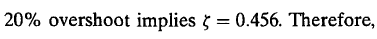 20% overshoot implies ζ = 0.456. Therefore,